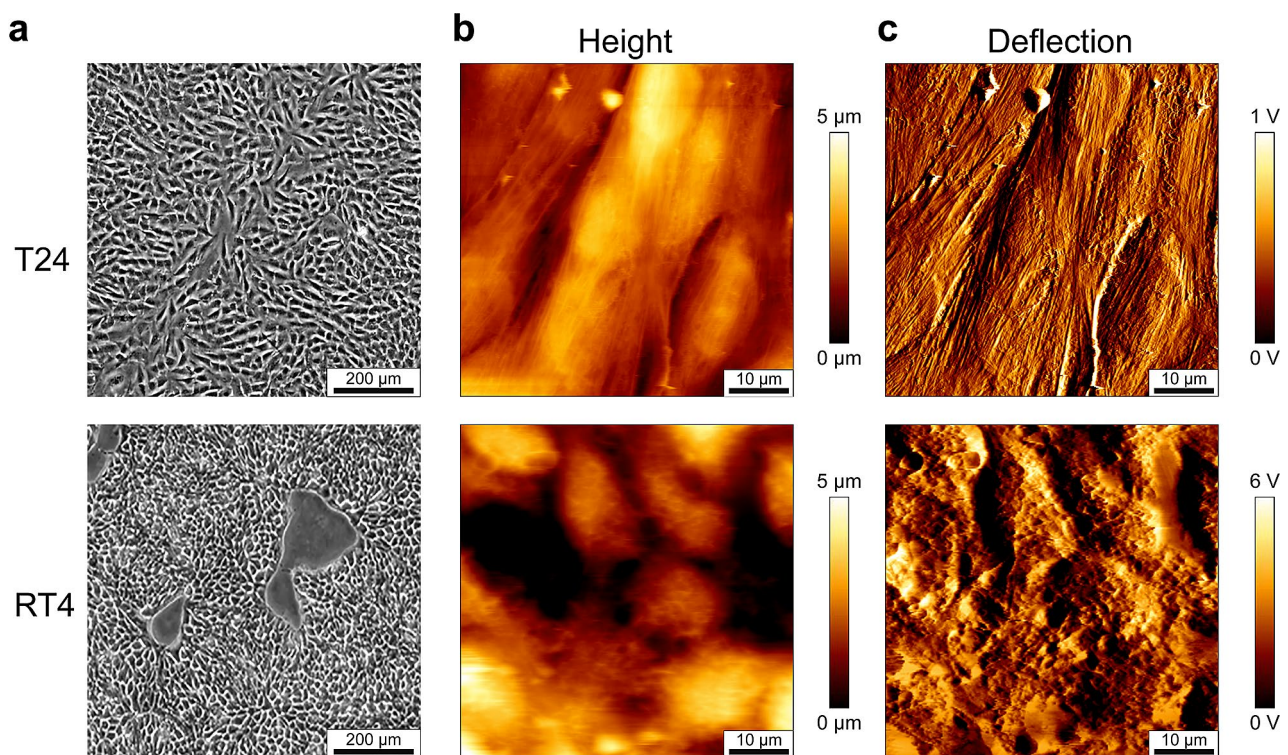 a
b
Height
c
Deflection
T24
200 µm
10 µm
5 µm
0 µm
10 µm
1 V
0 V
RT4
200 µm
10 µm
5 µm
0 µm
10 µm
6 V
0 V